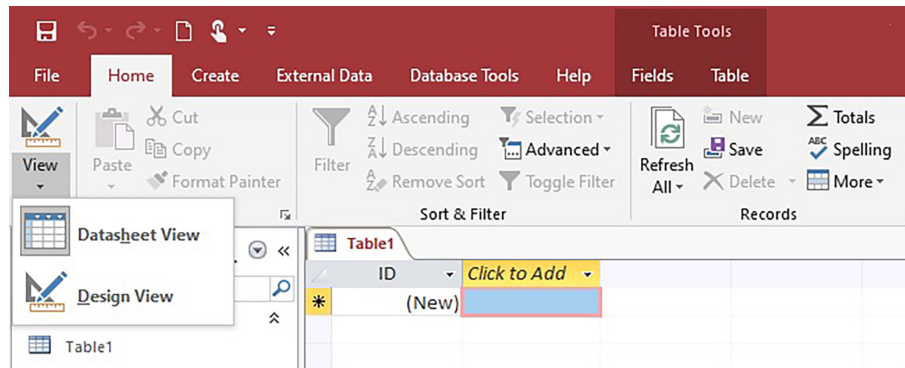 Table Tools
File Home Create External Data Database Tools Help Fields Table
View
Paste
Cut
Copy
Format Painter
Filter
Ascending
Descending
Remove Sort
Selection
Advanced
Toggle Filter
Sort & Filter
Refresh
All
New
Save
Delete
Totals
Spelling
More
Records
Datasheet View
Design View
Table1
Table1
ID Click to Add
(New)